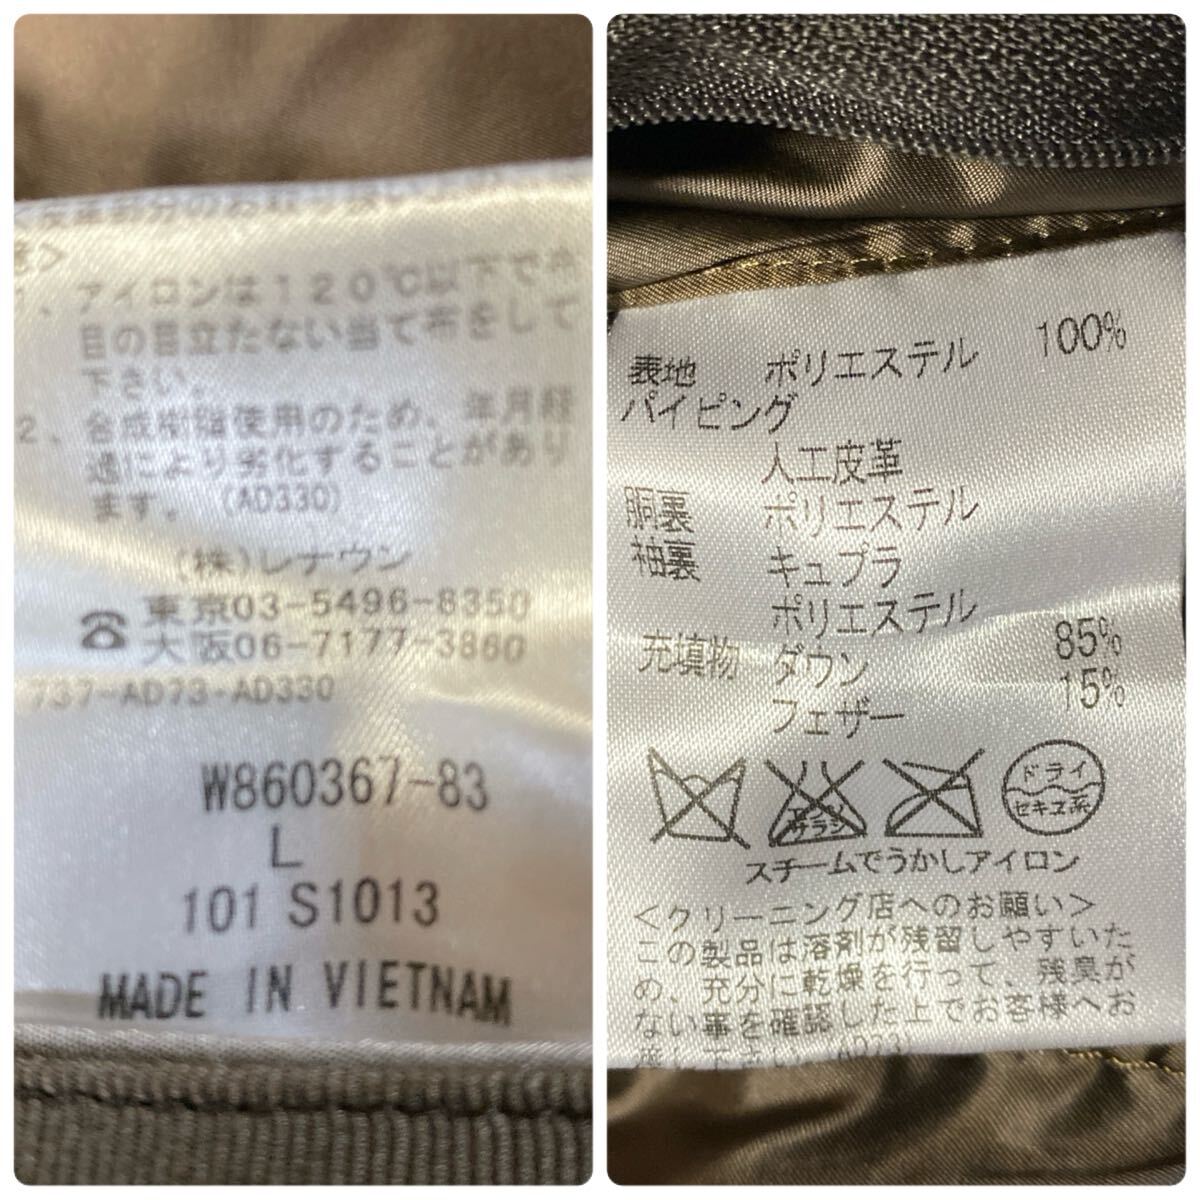 1、アイロンは120℃以下で布
目の目立たない当て布をして
下さい。
2、合成樹脂使用のため、年月経
過により劣化することがあり
ます。(AD330)
(株)レナウン
☎ 東京03-5496-8350
大阪06-7177-3860
737-AD73-AD330
W860367-83
L
101 S1013
MADE IN VIETNAM
表地 ポリエステル 100%
パイピング
人工皮革
胴裏 ポリエステル
袖裏 キュプラ
ポリエステル
充填物 ダウン 85%
フェザー 15%
エンソ
サラシ
ドライ
セキユ系
スチームでうかしアイロン
<クリーニング店へのお願い>
この製品は溶剤が残留しやすいた
め、充分に乾燥を行って、残臭が
ない事を確認した上でお客様へお
AD73